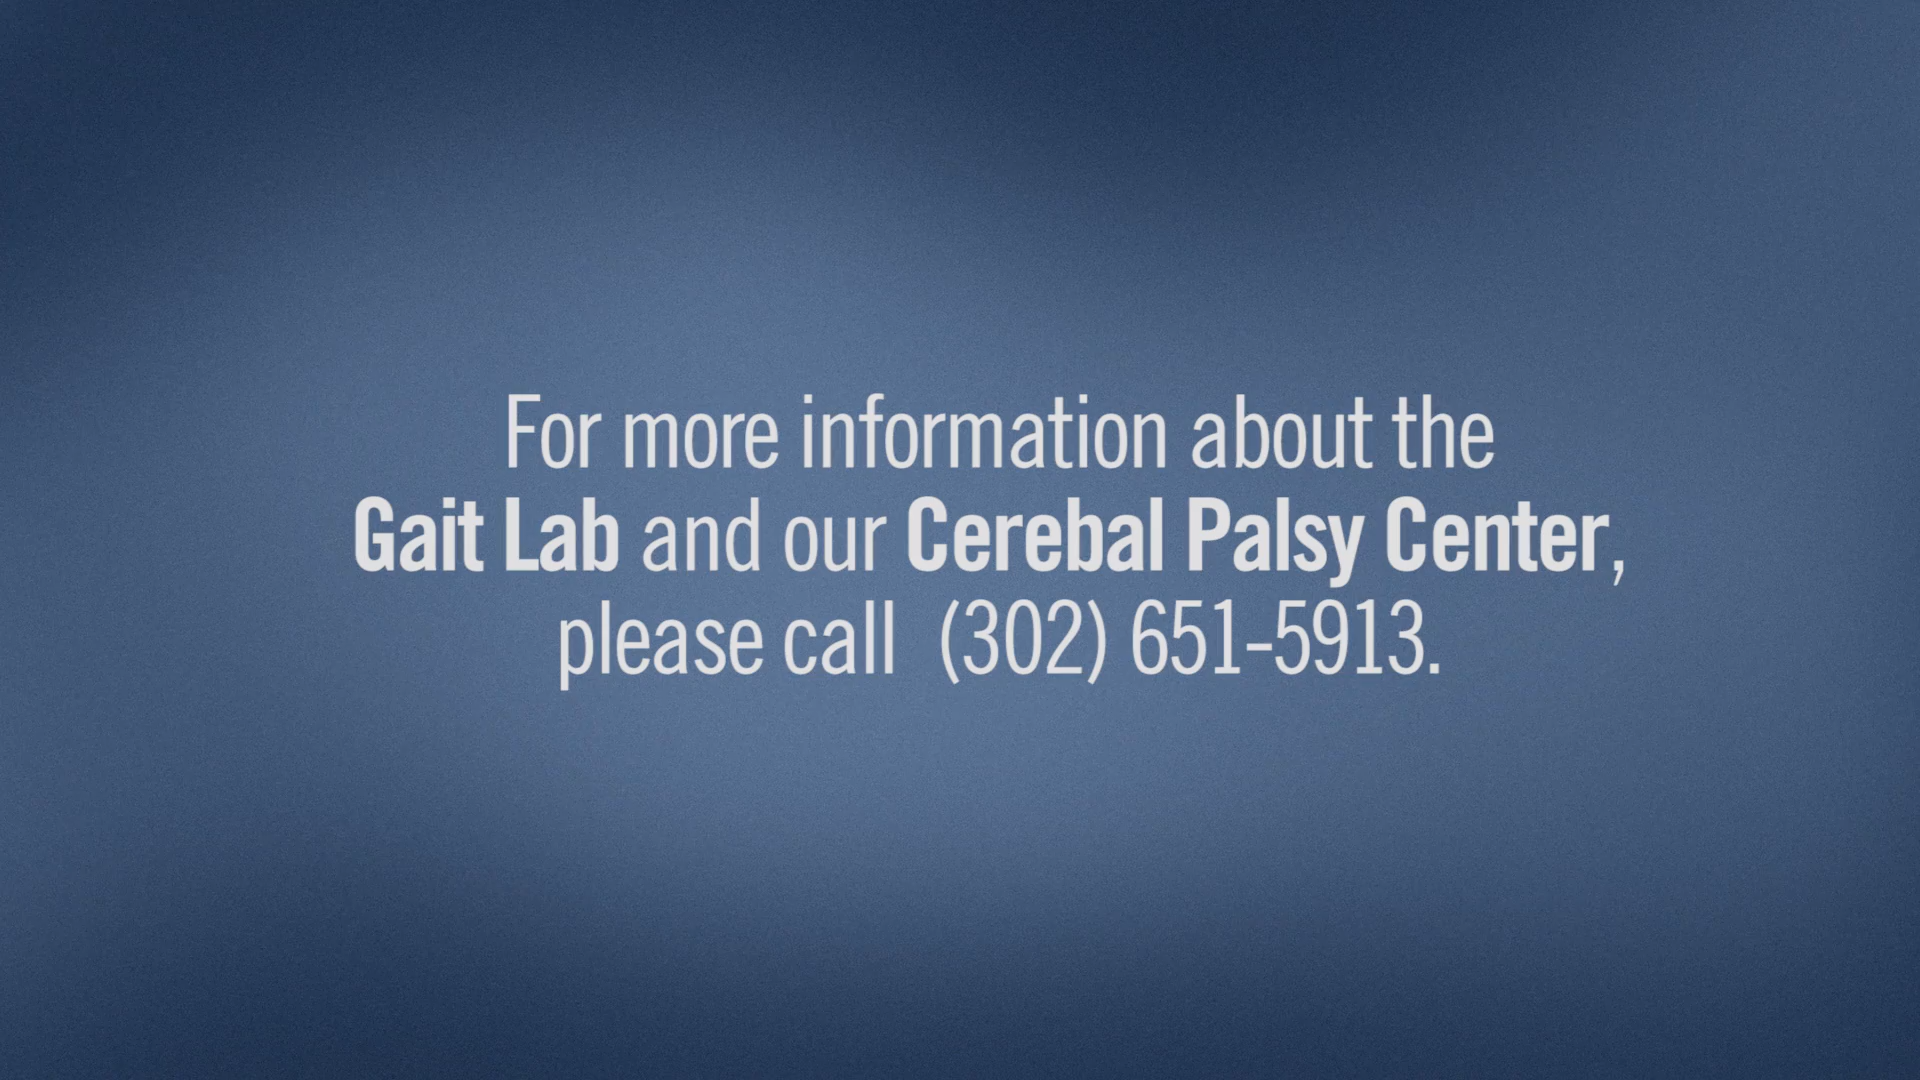 For more information about the
Gait Lab and our Cerebal Palsy Center,
please call  (302) 651-5913.